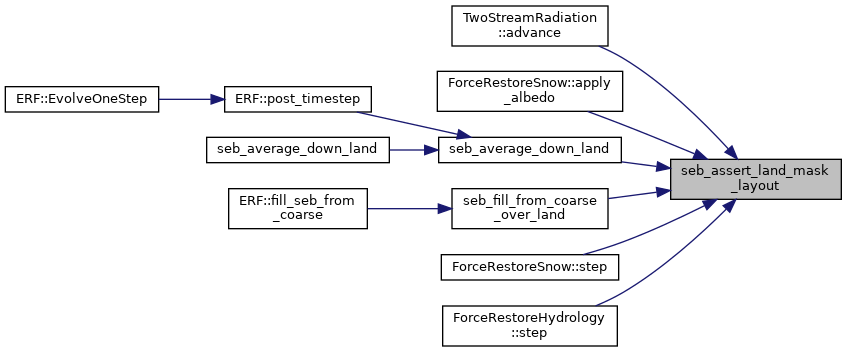 TwoStreamRadiation
::advance
ForceRestoreSnow::apply
_albedo
ERF::EvolveOneStep
ERF::post_timestep
seb_average_down_land
seb_average_down_land
seb_assert_land_mask
_layout
ERF::fill_seb_from
_coarse
seb_fill_from_coarse
_over_land
ForceRestoreSnow::step
ForceRestoreHydrology
::step